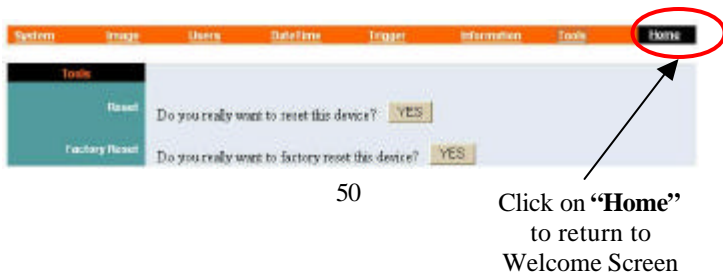 System Image Users DateTime Trigger Information Tools Home
Tools
Reset Do you really want to reset this device? YES
Factory Reset Do you really want to factory reset this device? YES
50
Click on “Home”
to return to
Welcome Screen